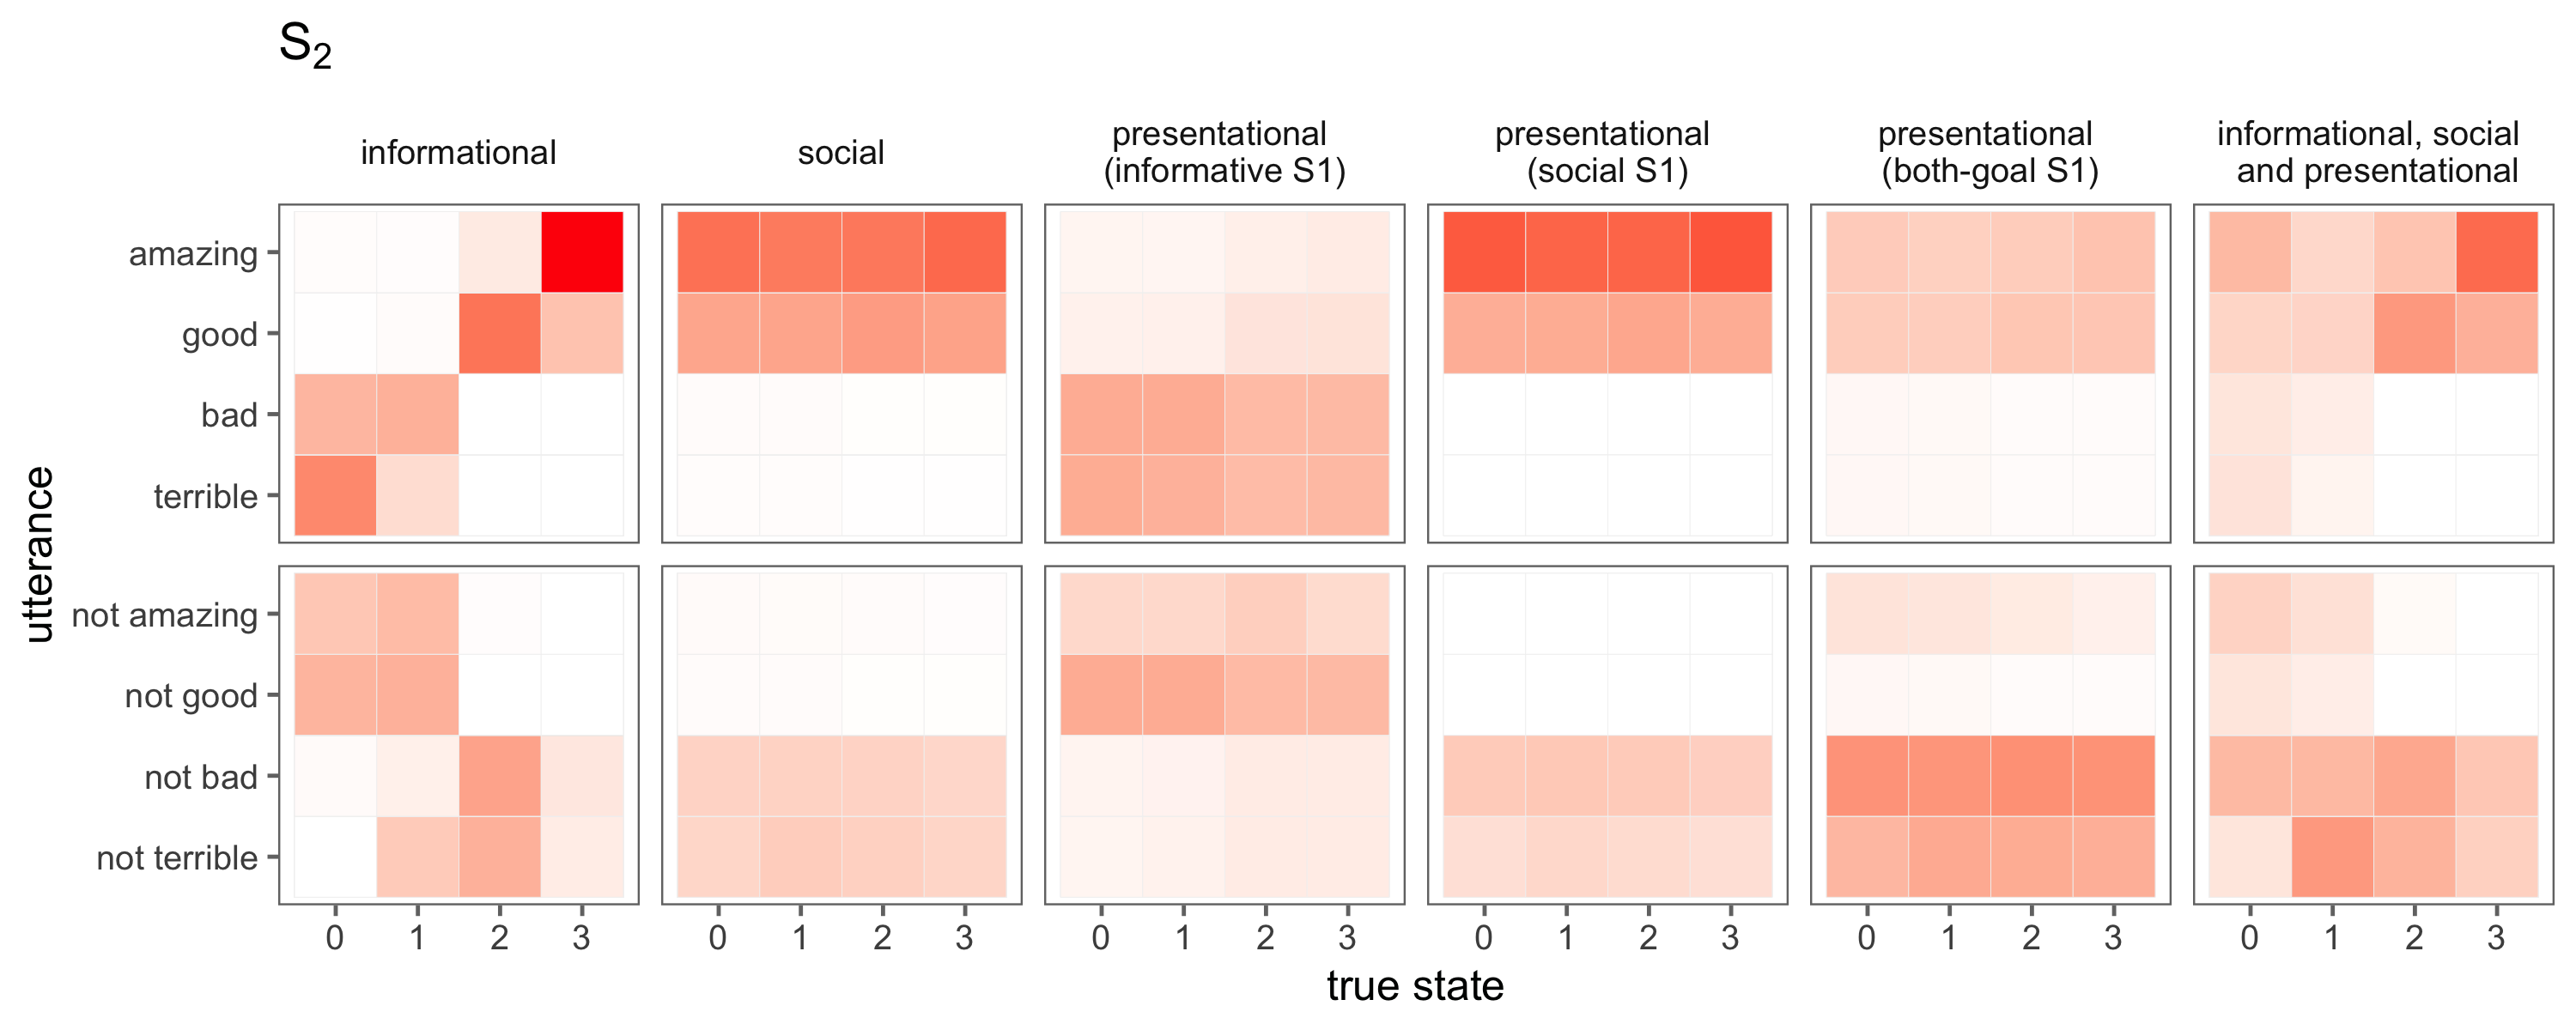 S₂
informational
social
presentational
(informative S1)
presentational
(social S1)
presentational
(both-goal S1)
informational, social
and presentational
utterance
amazing
good
bad
terrible
not amazing
not good
not bad
not terrible
0 1 2 3
0 1 2 3
0 1 2 3
0 1 2 3
0 1 2 3
0 1 2 3
true state